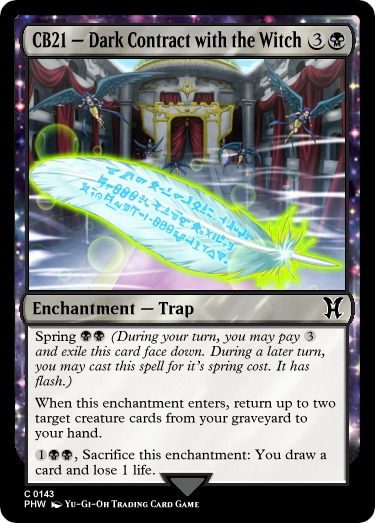 CB21 — Dark Contract with the Witch 3
Enchantment — Trap
Spring (During your turn, you may pay 3
and exile this card face down. During a later turn,
you may cast this spell for it's spring cost. It has
flash.)
When this enchantment enters, return up to two
target creature cards from your graveyard to
your hand.
1, Sacrifice this enchantment: You draw a
card and lose 1 life.
C 0143
PHW Yu-Gi-Oh Trading Card Game